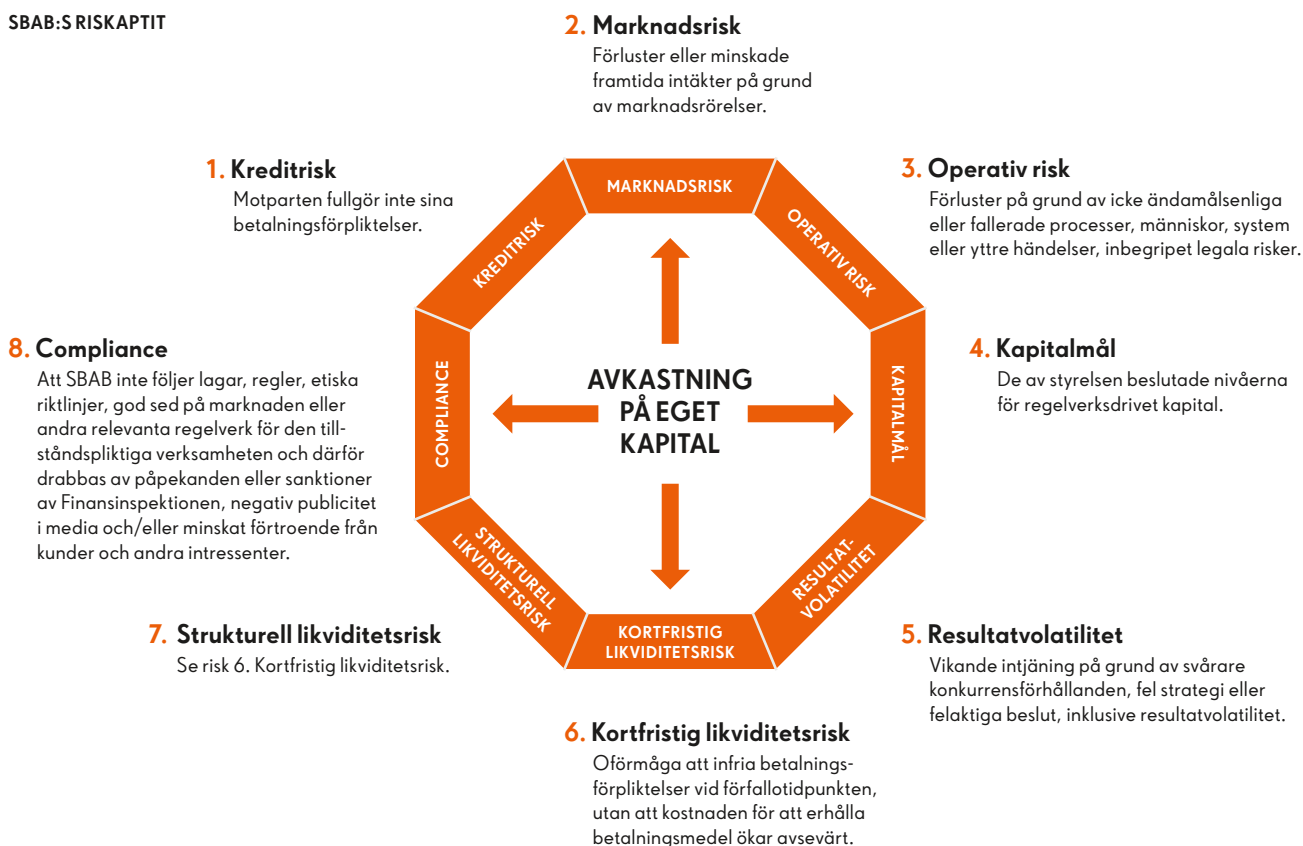 SBAB:S RISKAPTIT
2. Marknadsrisk
Förluster eller minskade
framtida intäkter på grund
av marknadsrörelser.
1. Kreditrisk
Motparten fullgör inte sina
betalningsförpliktelser.
3. Operativ risk
Förluster på grund av icke ändamålsenliga
eller fallerade processer, människor, system
eller yttre händelser, inbegripet legala risker.
8. Compliance
Att SBAB inte följer lagar, regler, etiska
riktlinjer, god sed på marknaden eller
andra relevanta regelverk för den till-
ståndspliktiga verksamheten och därför
drabbas av påpekanden eller sanktioner
av Finansinspektionen, negativ publicitet
i media och/eller minskat förtroende från
kunder och andra intressenter.
4. Kapitalmål
De av styrelsen beslutade nivåerna
för regelverksdrivet kapital.
MARKNADSRISK
OPERATIV RISK
KAPITALMÅL
RESULTAT-
VOLATILITET
KORTFRISTIG
LIKVIDITETSRISK
STRUKTURELL
LIKVIDITETSRISK
COMPLIANCE
KREDITRISK
AVKASTNING
PÅ EGET
KAPITAL
7. Strukturell likviditetsrisk
Se risk 6. Kortfristig likviditetsrisk.
5. Resultatvolatilitet
Vikande intjäning på grund av svårare
konkurrensförhållanden, fel strategi eller
felaktiga beslut, inklusive resultatvolatilitet.
6. Kortfristig likviditetsrisk
Oförmåga att infria betalnings-
förpliktelser vid förfallotidpunkten,
utan att kostnaden för att erhålla
betalningsmedel ökar avsevärt.